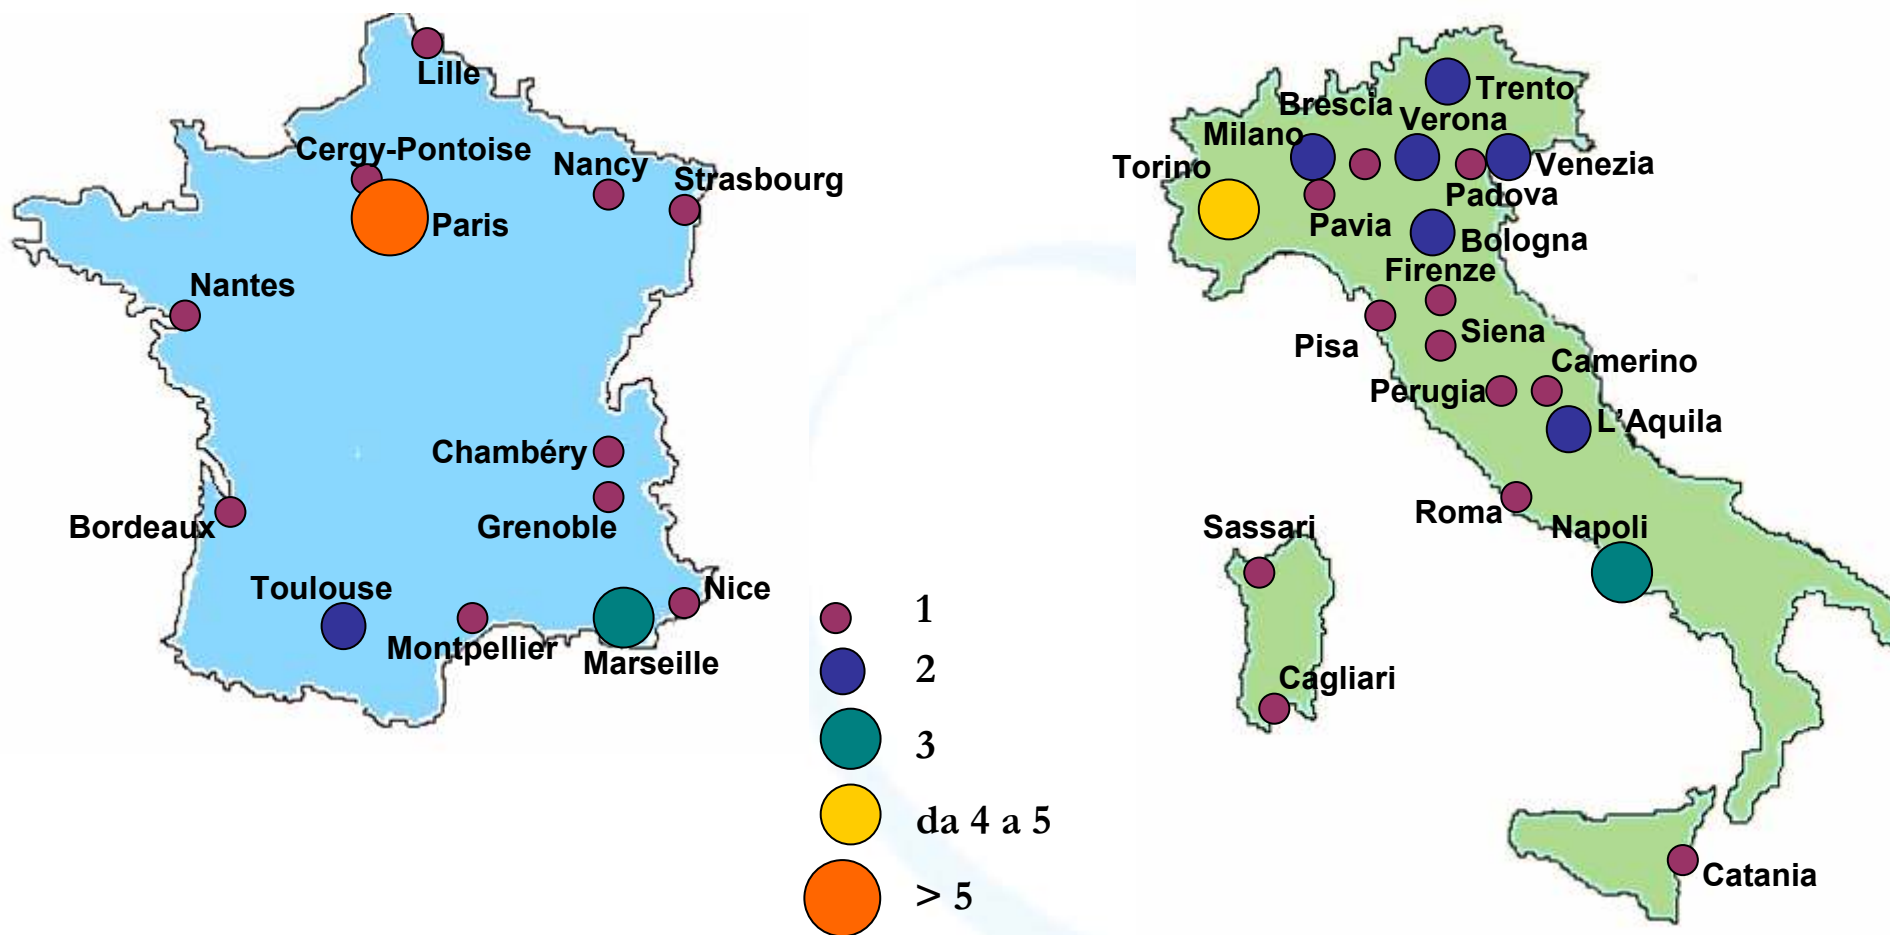 Lille
Cergy-Pontoise
Nancy
Strasbourg
Paris
Nantes
Chambéry
Grenoble
Bordeaux
Toulouse
Nice
Montpellier
Marseille
1
2
3
da 4 a 5
> 5
Trento
Brescia
Verona
Milano
Torino
Venezia
Padova
Pavia
Bologna
Firenze
Siena
Pisa
Camerino
Perugia
L'Aquila
Roma
Napoli
Sassari
Cagliari
Catania